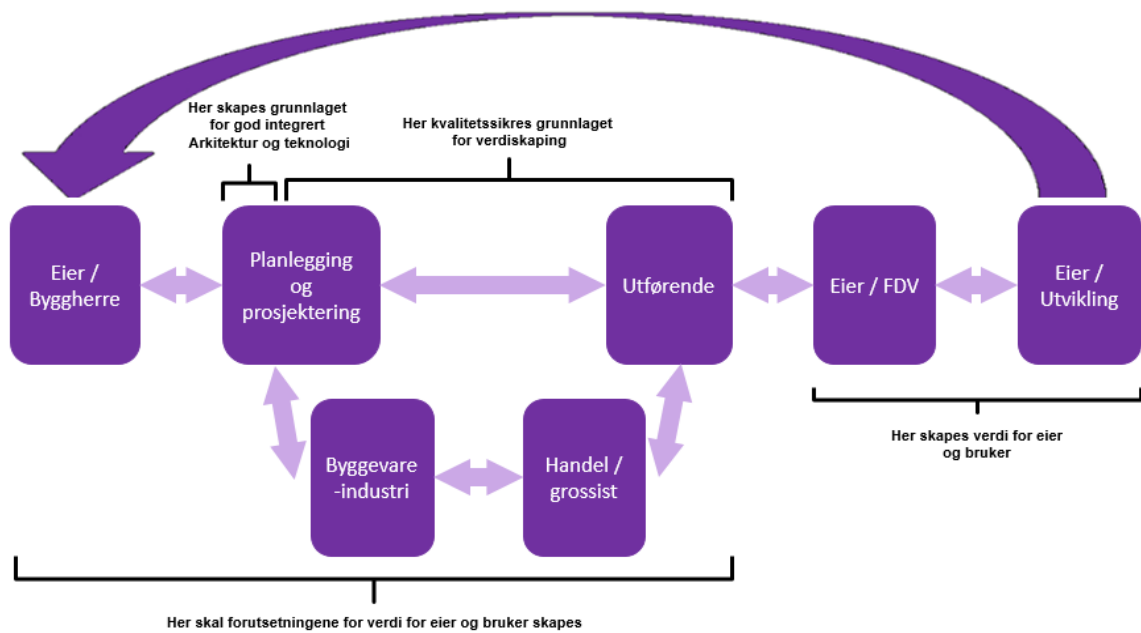 Her skapes grunnlaget
for god integrert
Arkitektur og teknologi
Her kvalitetssikres grunnlaget
for verdiskaping
Eier /
Byggherre
Planlegging
og
prosjektering
Utførende
Eier / FDV
Eier /
Utvikling
Byggevare
-industri
Handel /
grossist
Her skapes verdi for eier
og bruker
Her skal forutsetningene for verdi for eier og bruker skapes